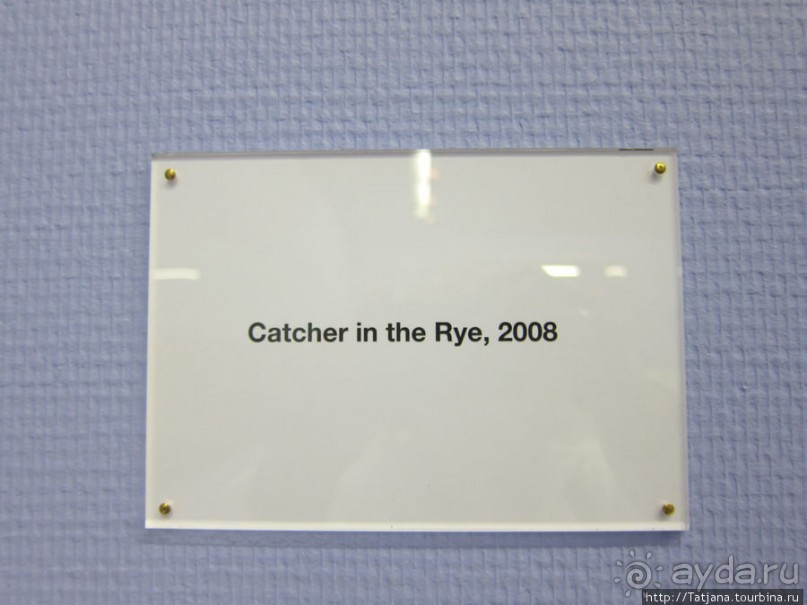 Catcher in the Rye, 2008
ayda.ru
http://Tatjana.tourbina.ru